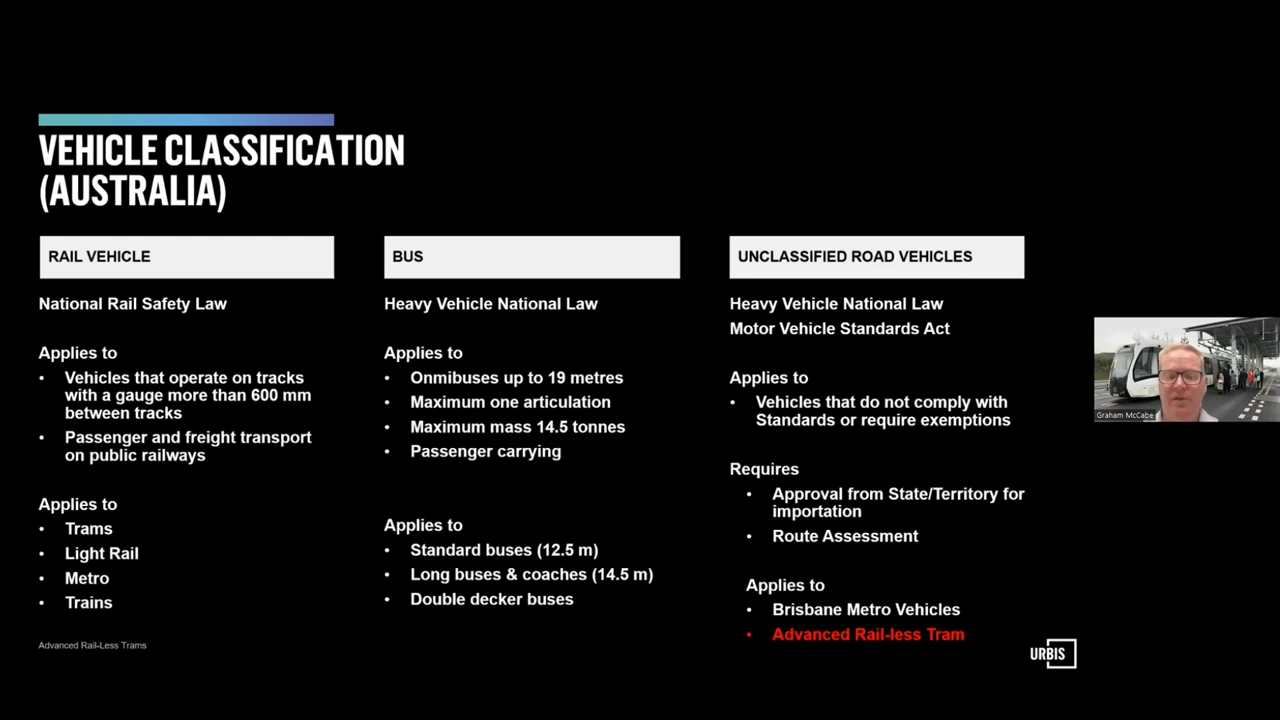 VEHICLE CLASSIFICATION
(AUSTRALIA)
RAIL VEHICLE
National Rail Safety Law
Applies to
• Vehicles that operate on tracks
with a gauge more than 600 mm
between tracks
• Passenger and freight transport
on public railways
Applies to
• Trams
• Light Rail
• Metro
• Trains
BUS
Heavy Vehicle National Law
Applies to
• Onmibuses up to 19 metres
• Maximum one articulation
• Maximum mass 14.5 tonnes
• Passenger carrying
Applies to
• Standard buses (12.5 m)
• Long buses & coaches (14.5 m)
• Double decker buses
UNCLASSIFIED ROAD VEHICLES
Heavy Vehicle National Law
Motor Vehicle Standards Act
Applies to
• Vehicles that do not comply with
Standards or require exemptions
Requires
• Approval from State/Territory for
importation
• Route Assessment
Applies to
• Brisbane Metro Vehicles
• Advanced Rail-less Tram
Graham McCabe
Advanced Rail-Less Trams
URBIS